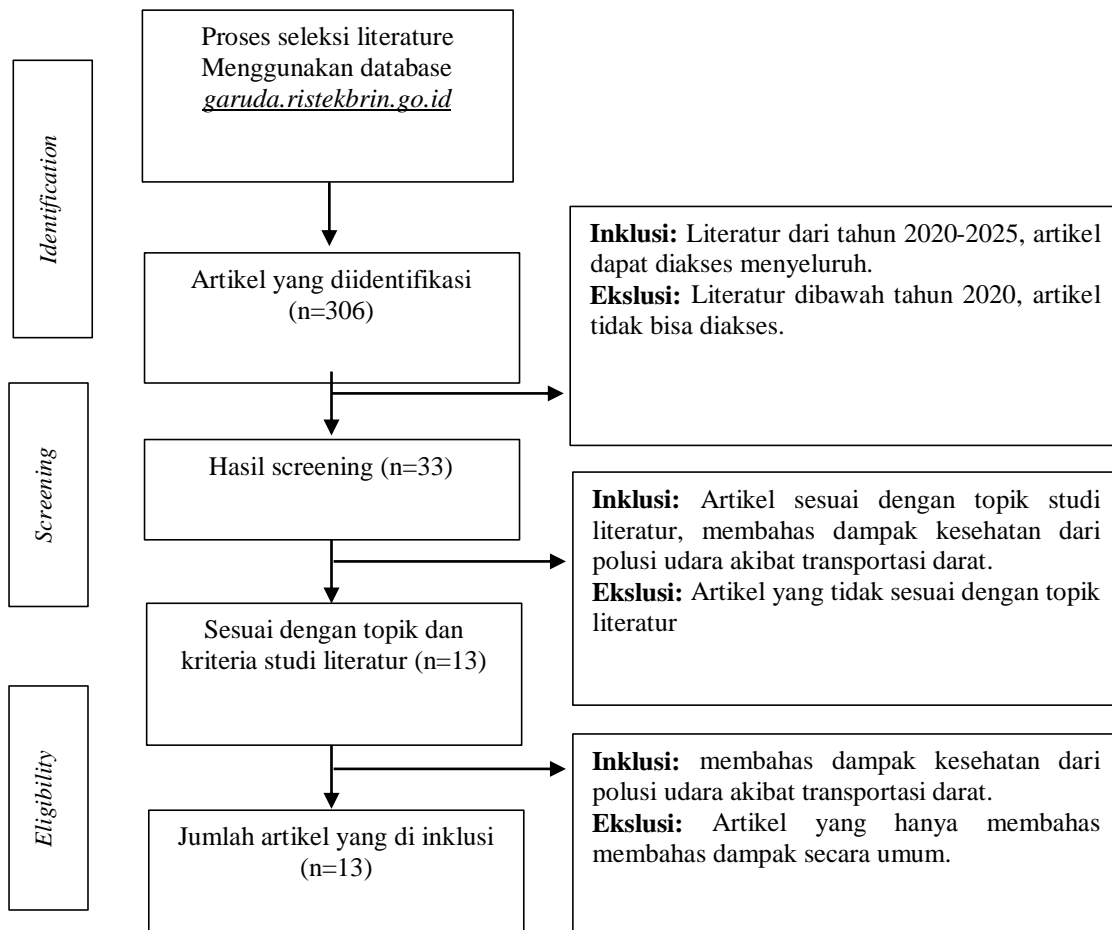 Proses seleksi literature
Menggunakan database
garuda.ristekbrin.go.id
Identification
Artikel yang diidentifikasi
(n=306)
Inklusi: Literatur dari tahun 2020-2025, artikel
dapat diakses menyeluruh.
Ekslusi: Literatur dibawah tahun 2020, artikel
tidak bisa diakses.
Screening
Hasil screening (n=33)
Inklusi: Artikel sesuai dengan topik studi
literatur, membahas dampak kesehatan dari
polusi udara akibat transportasi darat.
Ekslusi: Artikel yang tidak sesuai dengan topik
literatur
Sesuai dengan topik dan
kriteria studi literatur (n=13)
Eligibility
Inklusi: membahas dampak kesehatan dari
polusi udara akibat transportasi darat.
Ekslusi: Artikel yang hanya membahas
membahas dampak secara umum.
Jumlah artikel yang di inklusi
(n=13)